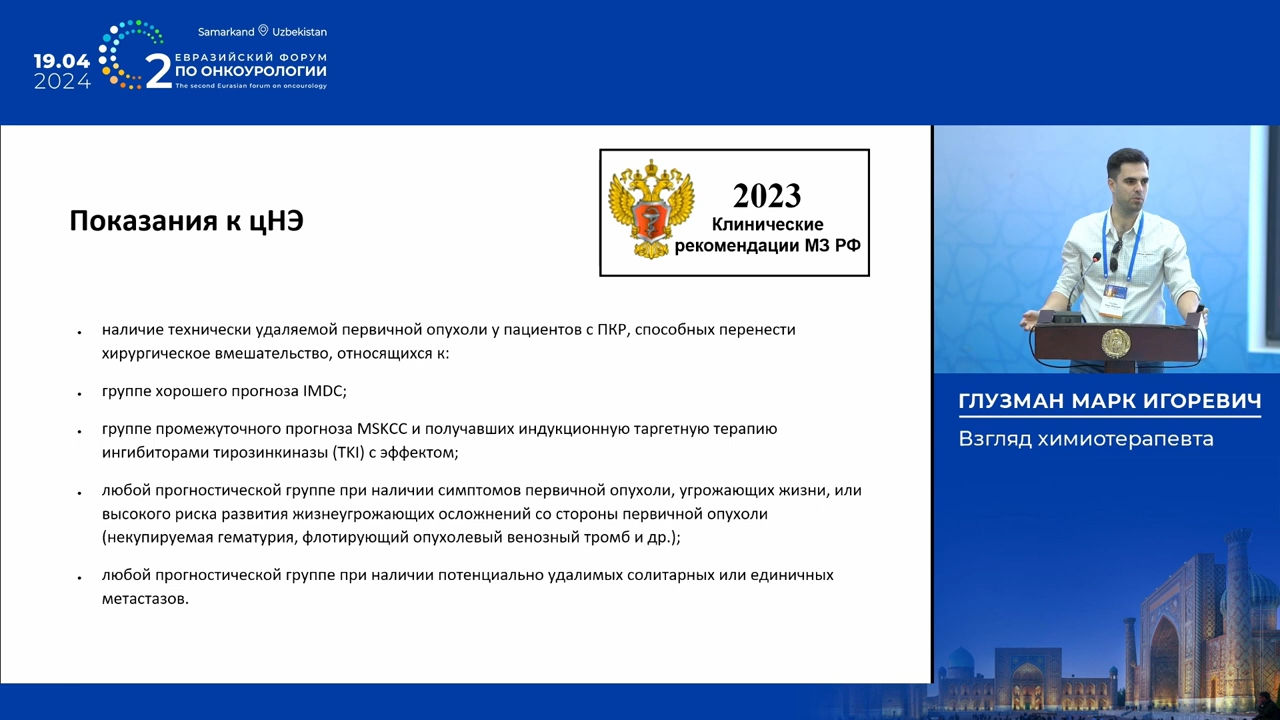 Samarkand Uzbekistan
19.04
2024
2
ЕВРАЗИЙСКИЙ ФОРУМ
ПО ОНКОУРОЛОГИИ
The second Eurasian forum on oncourology
Показания к цНЭ
2023
Клинические
рекомендации МЗ РФ
• наличие технически удаляемой первичной опухоли у пациентов с ПКР, способных перенести
хирургическое вмешательство, относящихся к:
• группе хорошего прогноза IMDC;
• группе промежуточного прогноза MSKCC и получавших индукционную таргетную терапию
ингибиторами тирозинкиназы (TKI) с эффектом;
• любой прогностической группе при наличии симптомов первичной опухоли, угрожающих жизни, или
высокого риска развития жизнеугрожающих осложнений со стороны первичной опухоли
(некупируемая гематурия, флотирующий опухолевый венозный тромб и др.);
• любой прогностической группе при наличии потенциально удалимых солитарных или единичных
метастазов.
ГЛУЗМАН МАРК ИГОРЕВИЧ
Взгляд химиотерапевта